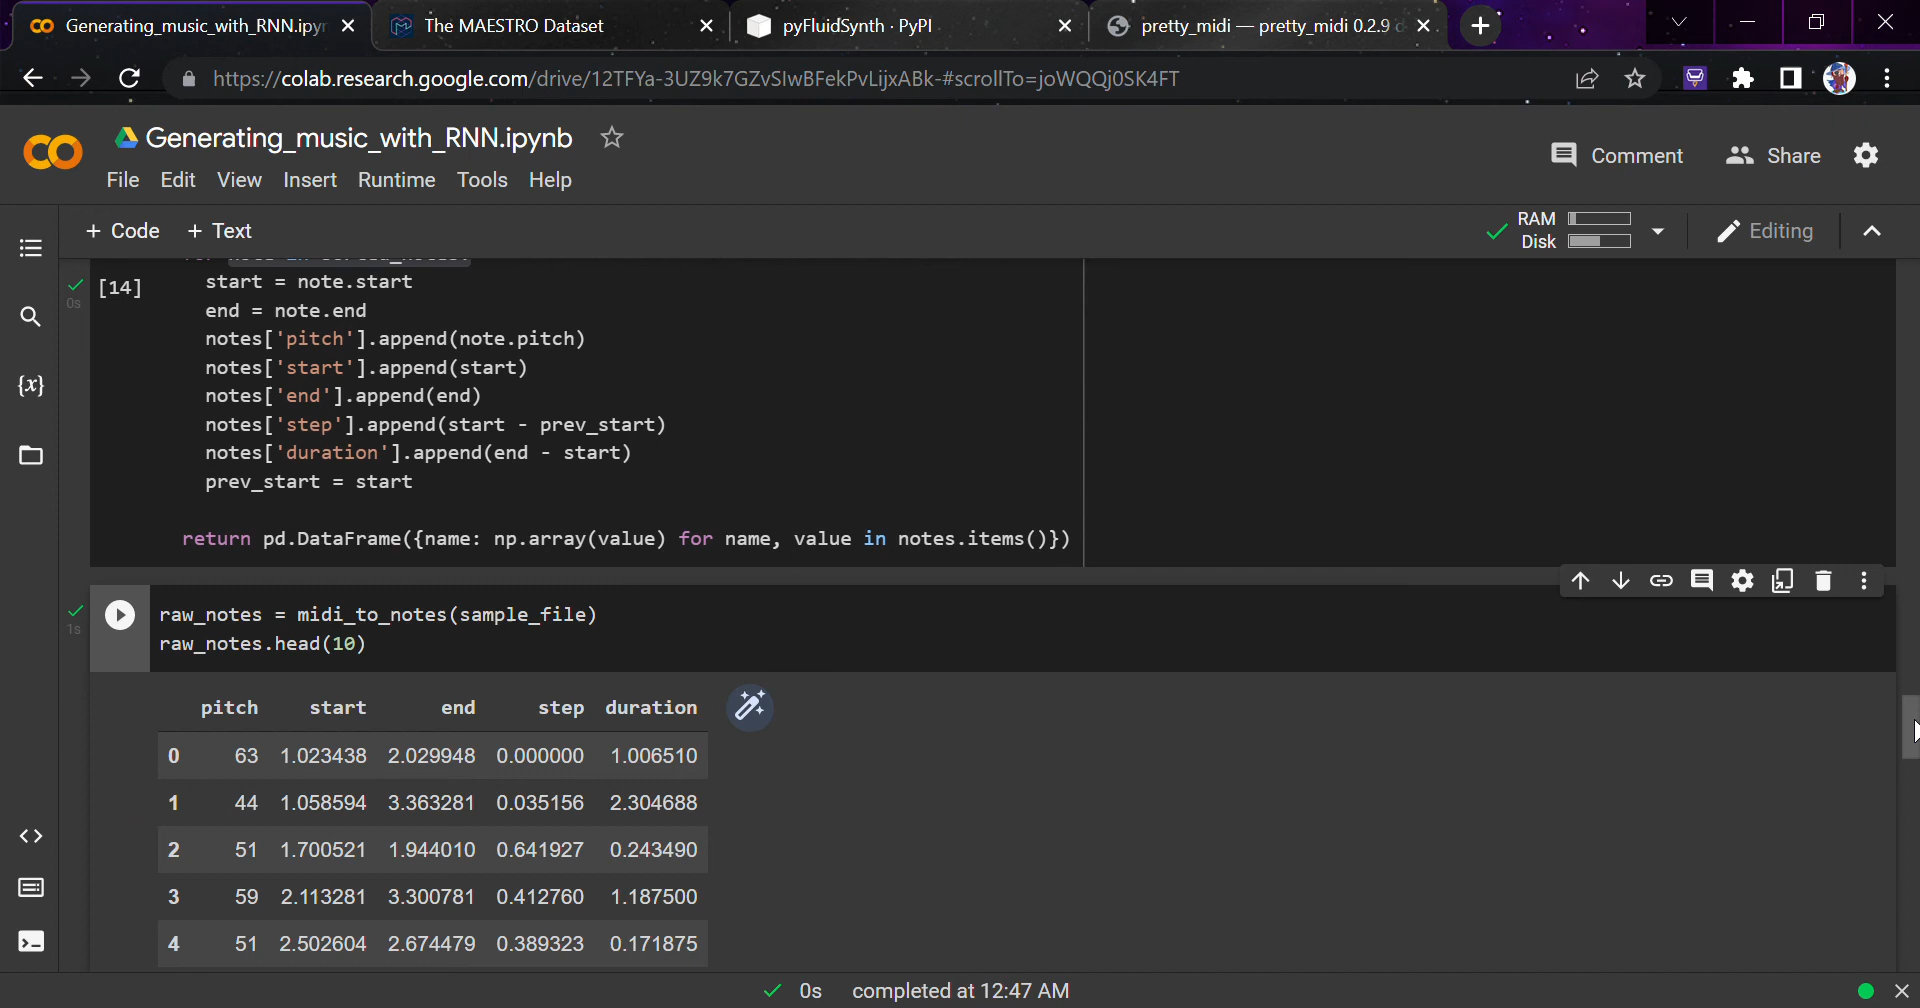 Generating_music_with_RNN.ipyn
The MAESTRO Dataset
pyFluidSynth · PyPI
pretty_midi — pretty_midi 0.2.9
https://colab.research.google.com/drive/12TFYa-3UZ9k7GZvSlwBFekPvLijxABk-#scrollTo=joWQQj0SK4FT
Generating_music_with_RNN.ipynb
Comment
Share
File Edit View Insert Runtime Tools Help
+ Code + Text
RAM
Disk
Editing
[14]
0s
start = note.start
end = note.end
notes['pitch'].append(note.pitch)
notes['start'].append(start)
notes['end'].append(end)
notes['step'].append(start - prev_start)
notes['duration'].append(end - start)
prev_start = start
return pd.DataFrame({name: np.array(value) for name, value in notes.items()})
1s
raw_notes = midi_to_notes(sample_file)
raw_notes.head(10)
pitch start end step duration
0 63 1.023438 2.029948 0.000000 1.006510
1 44 1.058594 3.363281 0.035156 2.304688
2 51 1.700521 1.944010 0.641927 0.243490
3 59 2.113281 3.300781 0.412760 1.187500
4 51 2.502604 2.674479 0.389323 0.171875
0s completed at 12:47 AM